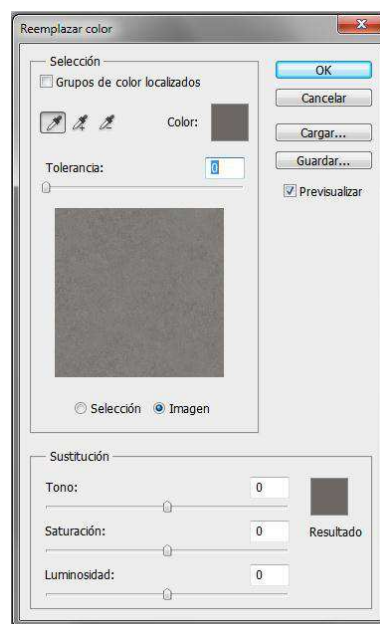 Reemplazar color
Selección
Grupos de color localizados
Color:
Tolerancia:
0
Selección
Imagen
OK
Cancelar
Cargar...
Guardar...
Previsualizar
Sustitución
Tono:
0
Saturación:
0
Resultado
Luminosidad:
0